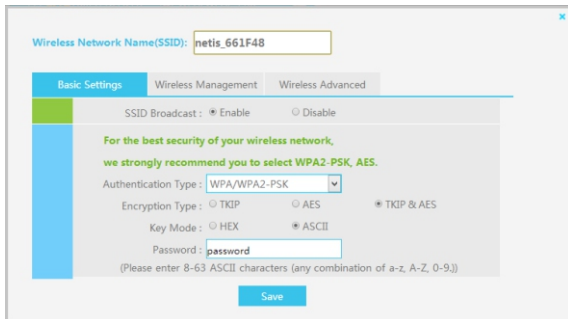 ×
Wireless Network Name(SSID): netis_661F48
Basic Settings Wireless Management Wireless Advanced
SSID Broadcast : Enable Disable
For the best security of your wireless network,
we strongly recommend you to select WPA2-PSK, AES.
Authentication Type : WPA/WPA2-PSK
Encryption Type : TKIP AES TKIP & AES
Key Mode : HEX ASCII
Password : password
(Please enter 8-63 ASCII characters (any combination of a-z, A-Z, 0-9,))
Save